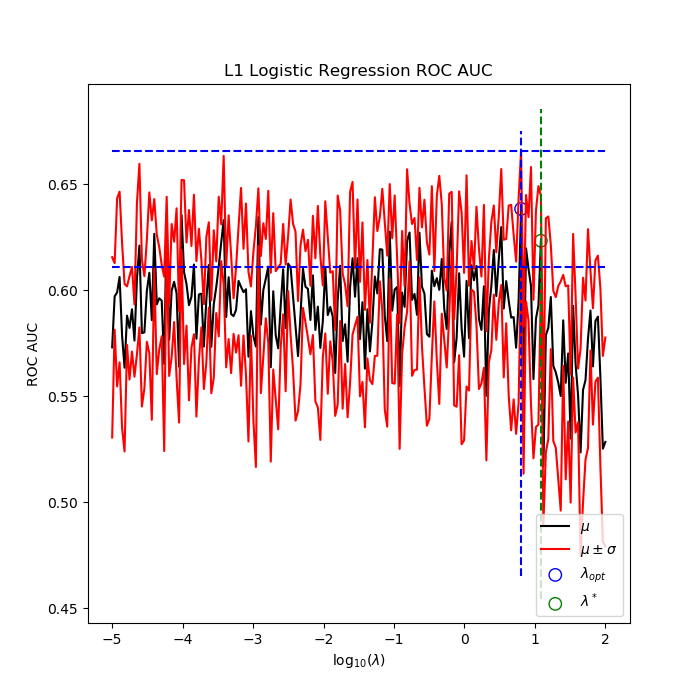 L1 Logistic Regression ROC AUC
ROC AUC
0.65
0.60
0.55
0.50
0.45
−5 −4 −3 −2 −1 0 1 2
log₁₀(λ)
μ
μ ± σ
λ_opt
λ*